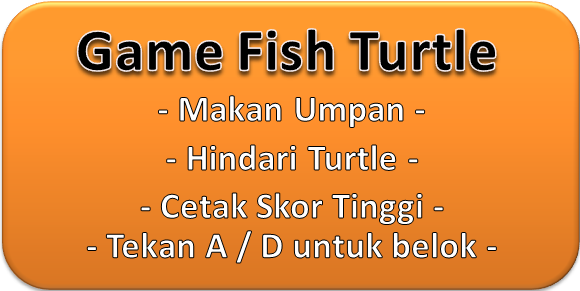 Game Fish Turtle
- Makan Umpan -
- Hindari Turtle -
- Cetak Skor Tinggi -
- Tekan A / D untuk belok -